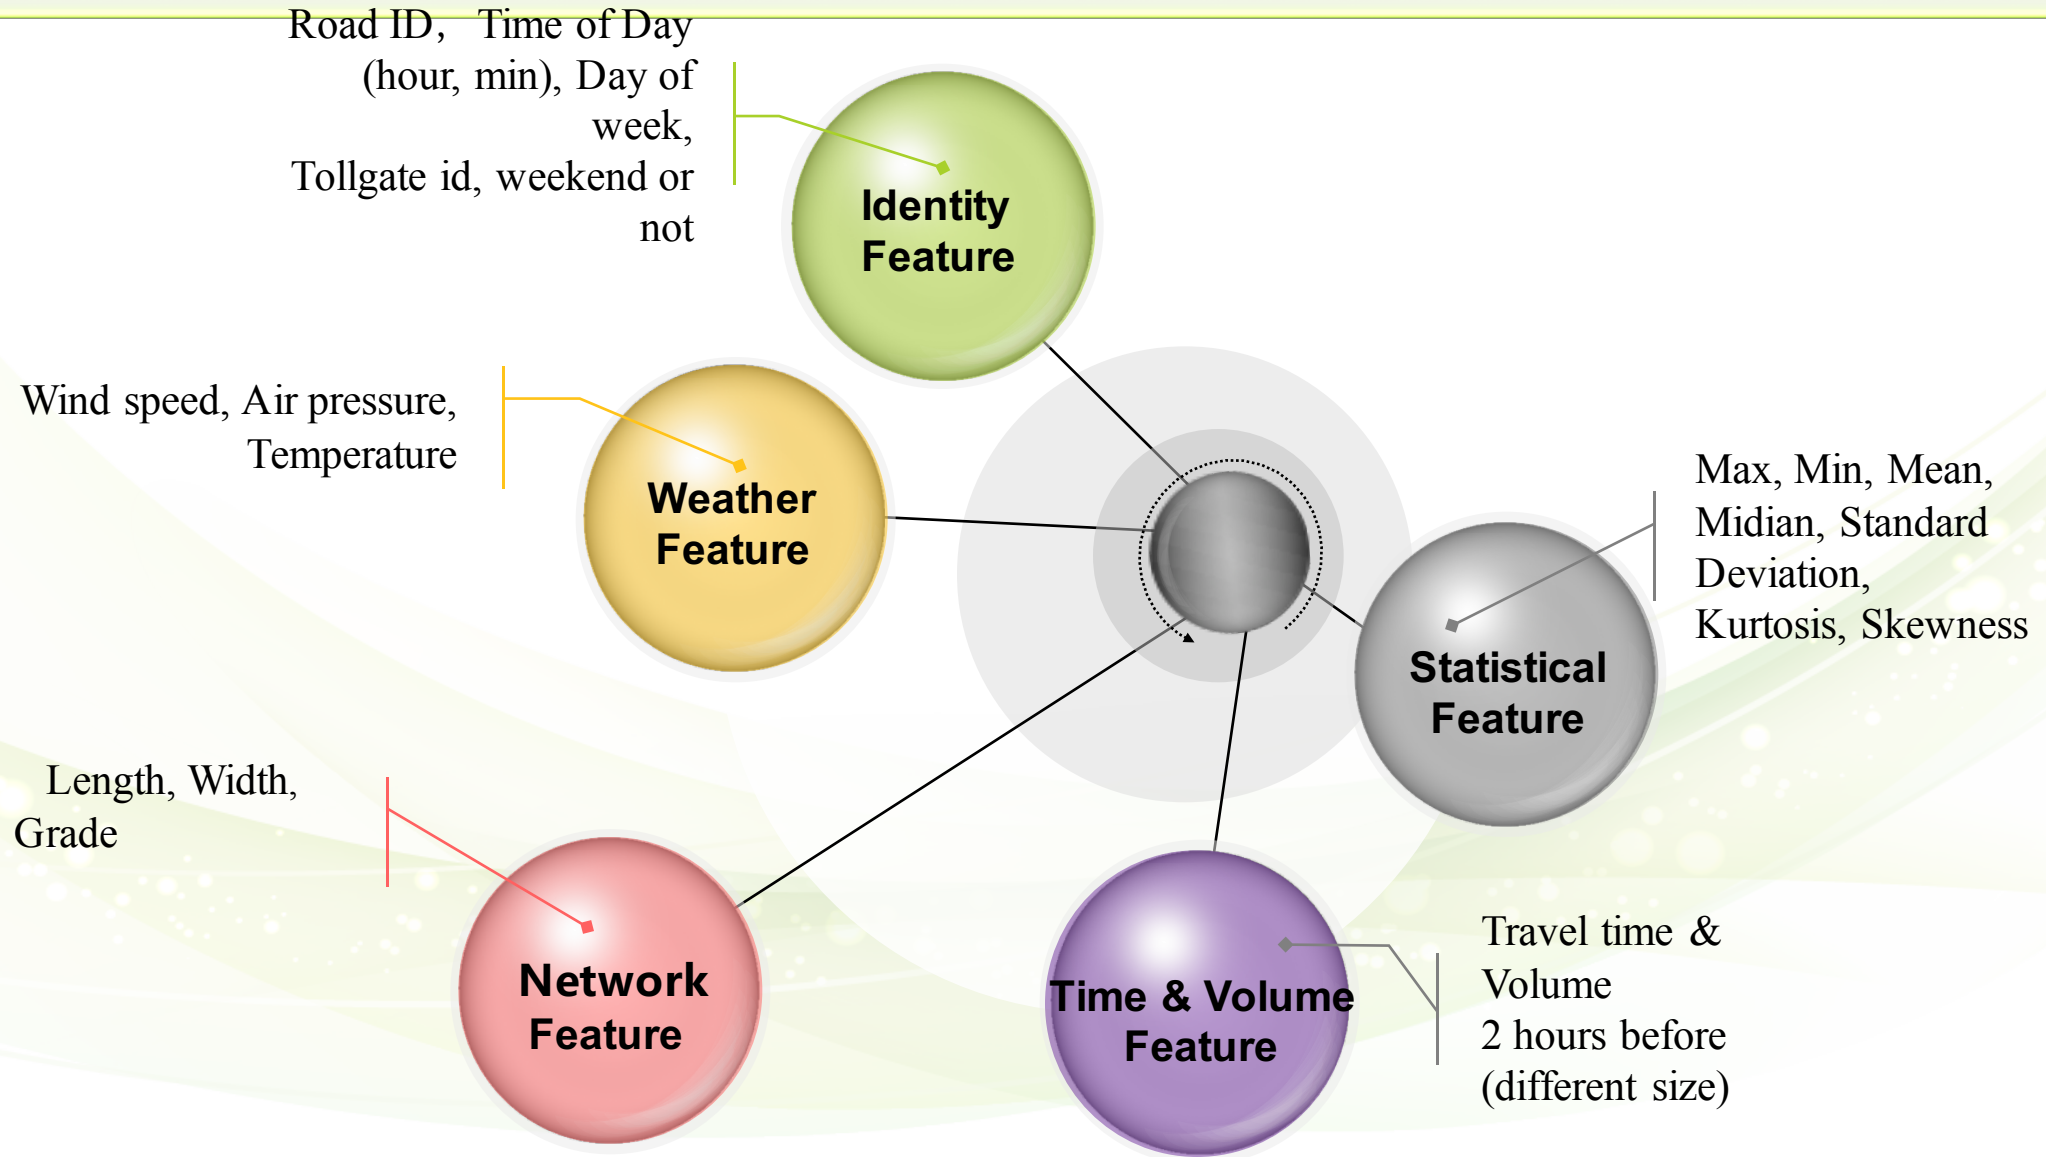 Road ID， Time of Day
(hour, min), Day of
week,
Tollgate id, weekend or
not
Identity
Feature
Wind speed, Air pressure,
Temperature
Weather
Feature
Max, Min, Mean,
Midian, Standard
Deviation,
Kurtosis, Skewness
Statistical
Feature
Length, Width,
Grade
Network
Feature
Time & Volume
Feature
Travel time &
Volume
2 hours before
(different size)